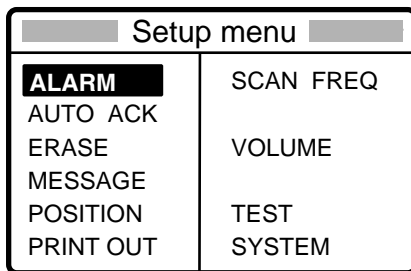 Setup menu
ALARM
AUTO ACK
ERASE
MESSAGE
POSITION
PRINT OUT
SCAN FREQ
VOLUME
TEST
SYSTEM